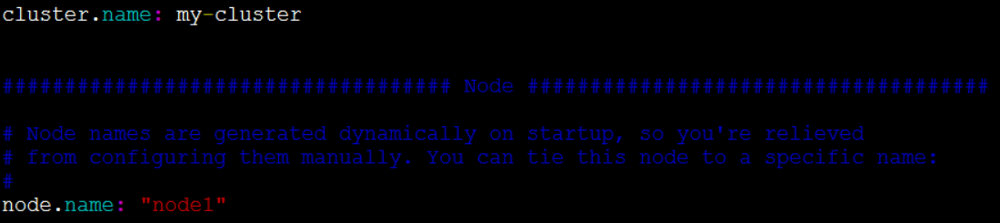 cluster.name: my-cluster
#################################### Node #####################################
# Node names are generated dynamically on startup, so you're relieved
# from configuring them manually. You can tie this node to a specific name:
#
node.name: "node1"